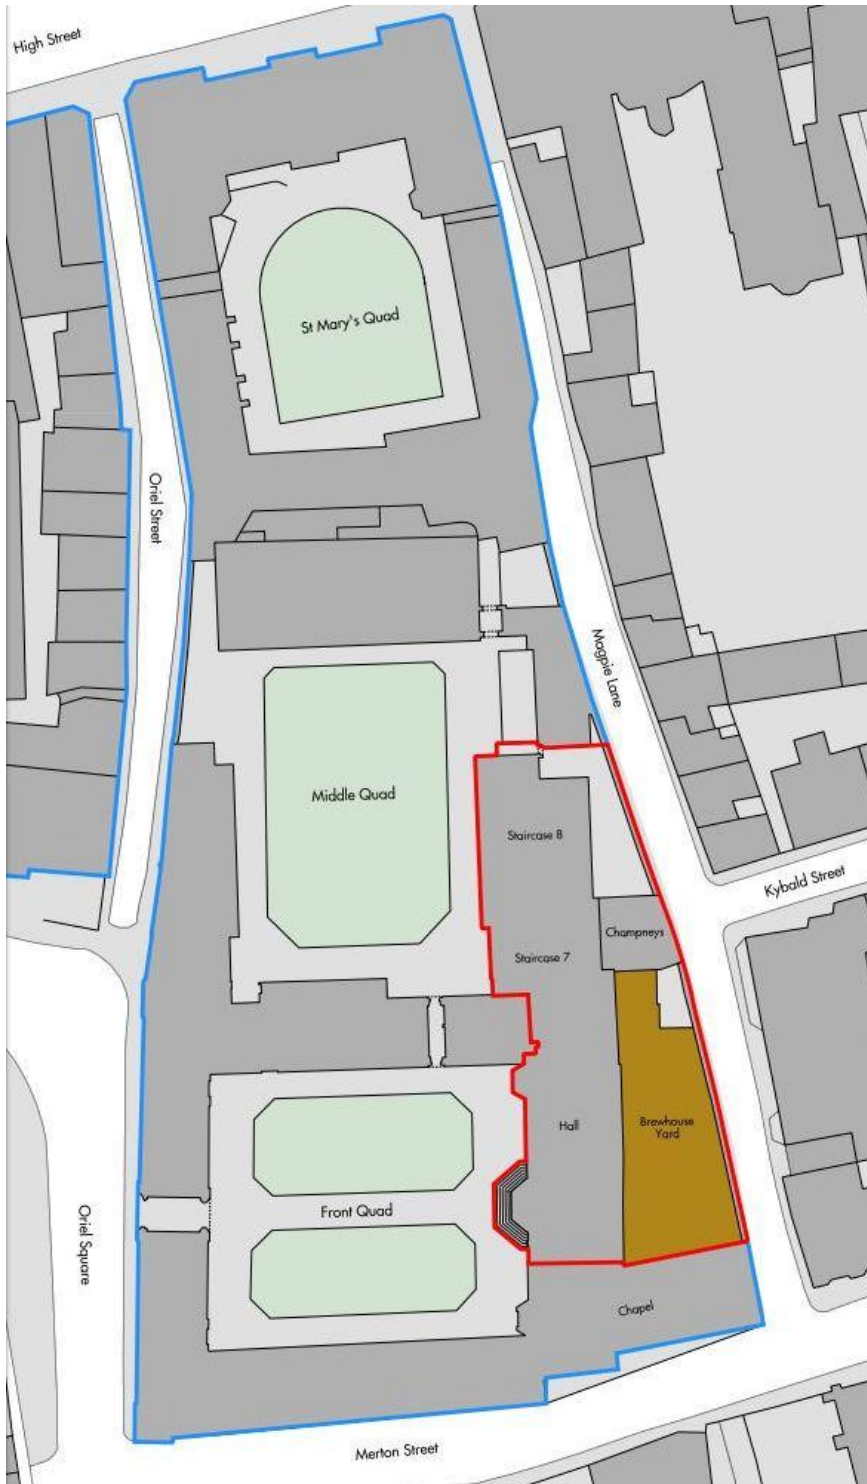 High Street
St Mary's Quad
Oriel Street
Magpie Lane
Middle Quad
Staircase 8
Kybald Street
Champneys
Staircase 7
Hall
Brewhouse
Yard
Front Quad
Oriel Square
Chapel
Merton Street